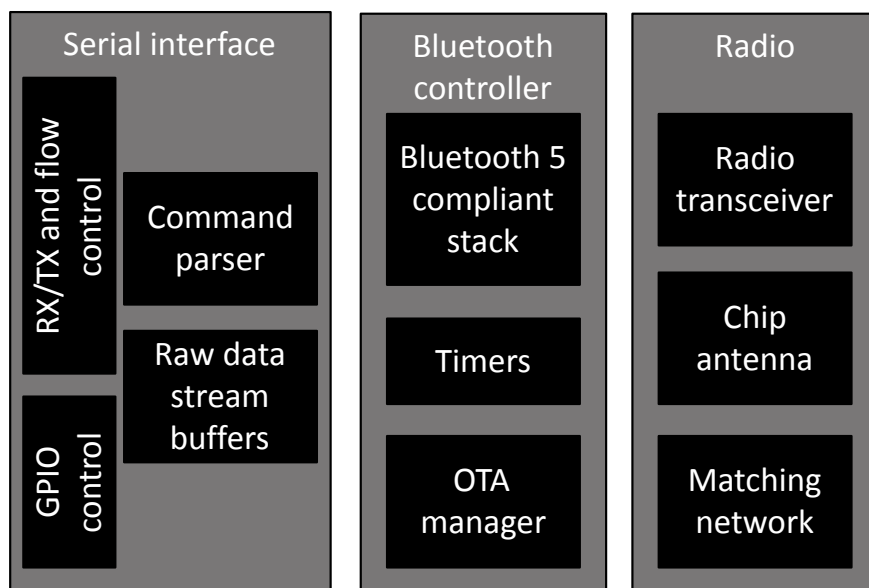 Serial interface
RX/TX and flow
control
Command
parser
Raw data
stream
buffers
GPIO
control
Bluetooth
controller
Bluetooth 5
compliant
stack
Timers
OTA
manager
Radio
Radio
transceiver
Chip
antenna
Matching
network